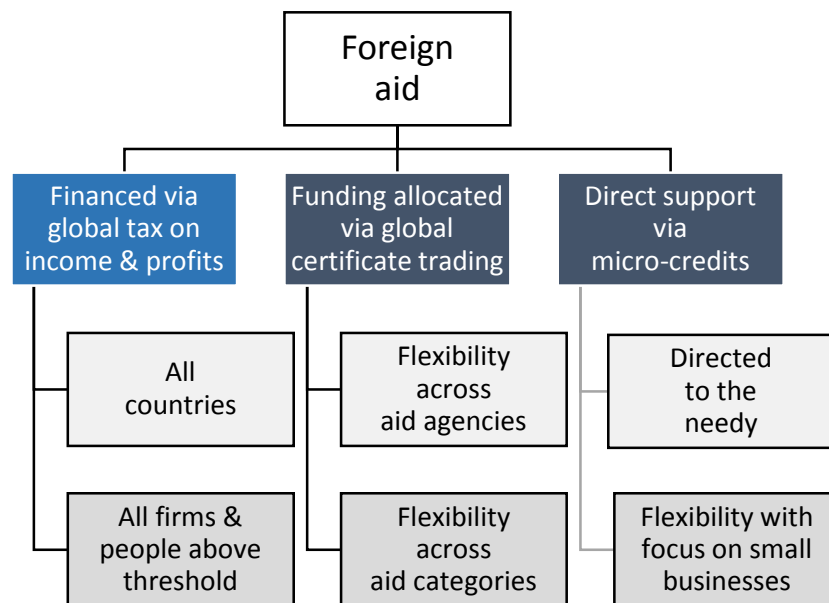 Foreign
aid
Financed via
global tax on
income & profits
Funding allocated
via global
certificate trading
Direct support
via
micro-credits
All
countries
Flexibility
across
aid agencies
Directed
to the
needy
All firms &
people above
threshold
Flexibility
across
aid categories
Flexibility with
focus on small
businesses